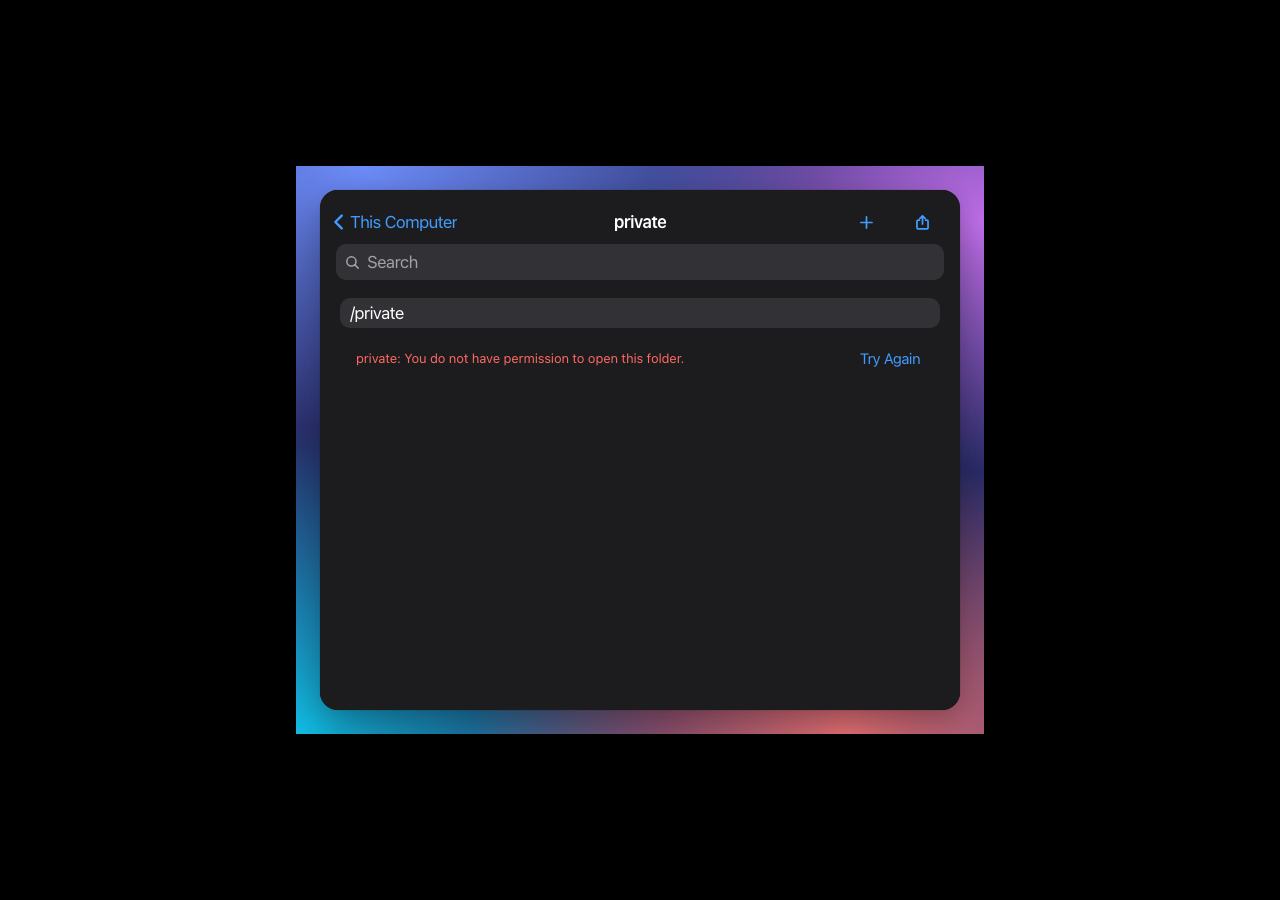 This Computer
private
Search
/private
private: You do not have permission to open this folder.
Try Again